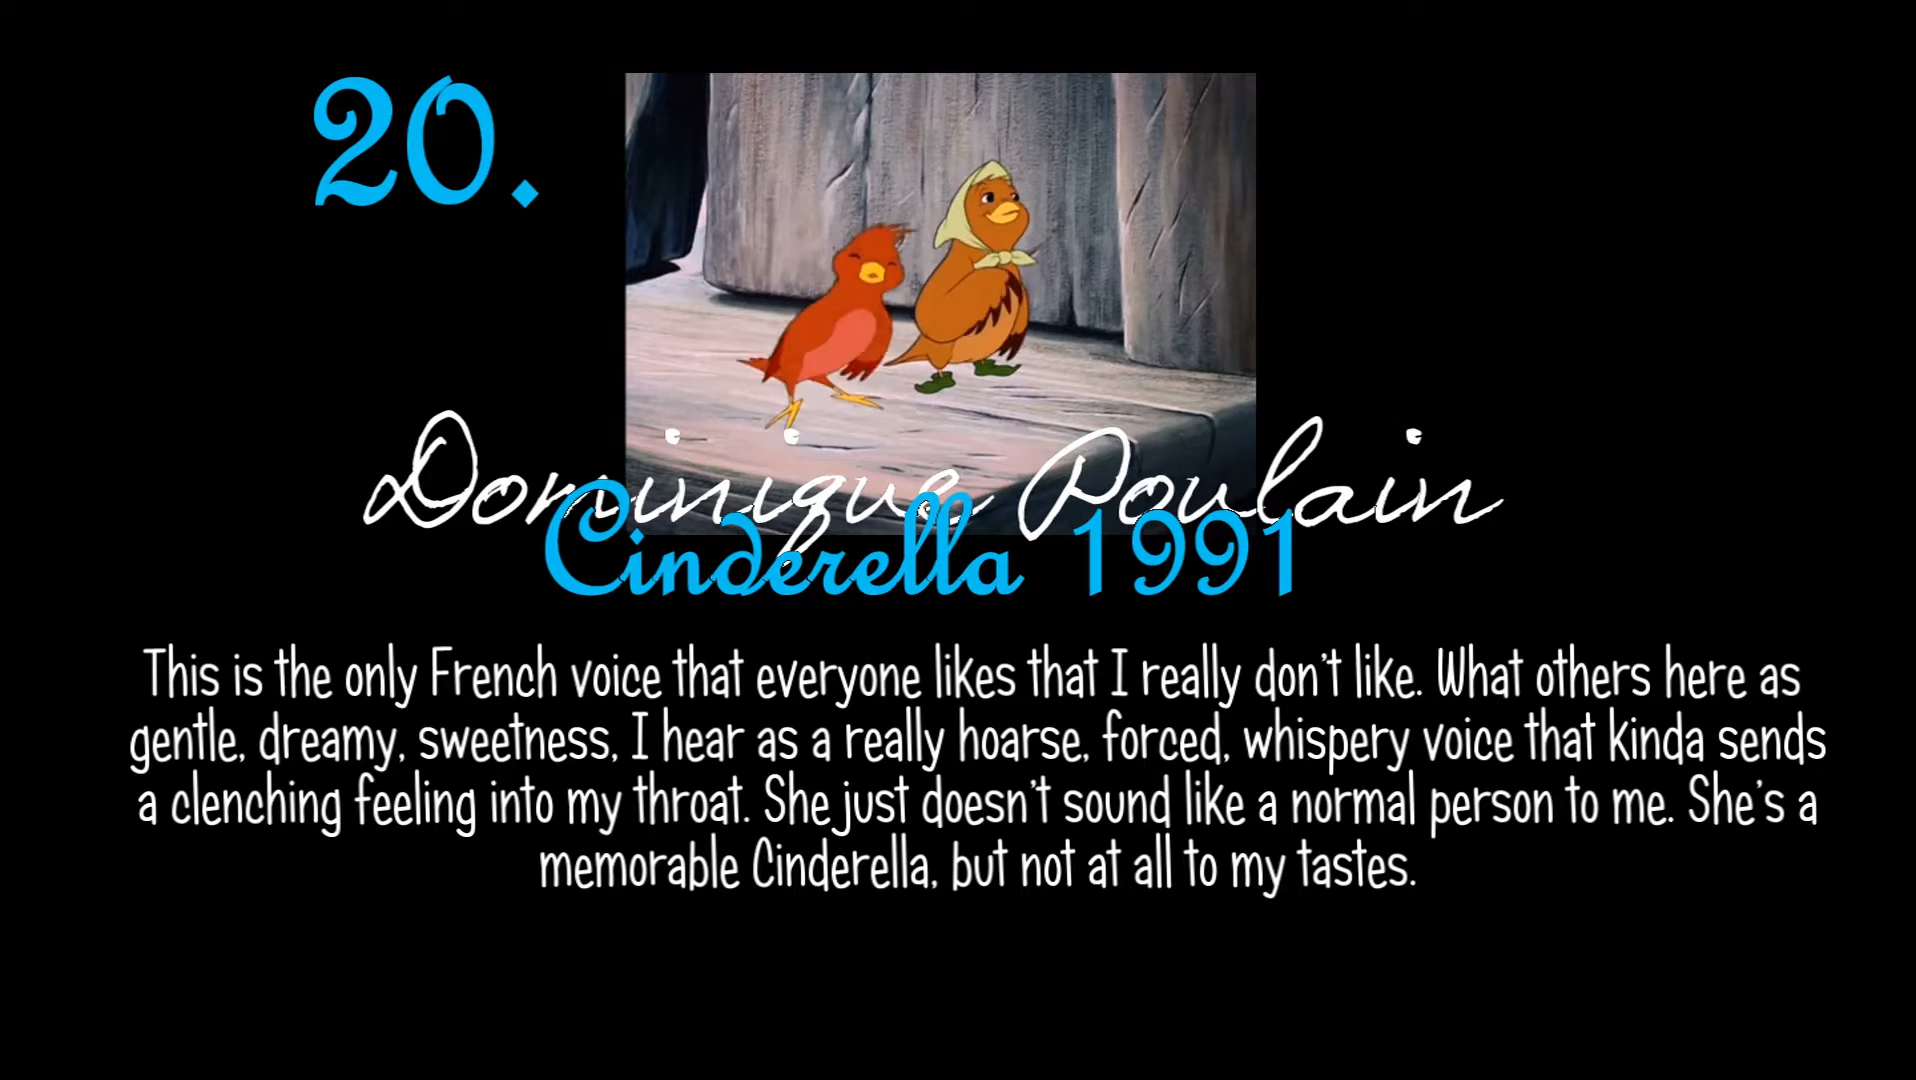 20.
Dominique Poulain
Cinderella 1991
This is the only French voice that everyone likes that I really don't like. What others here as
gentle, dreamy, sweetness, I hear as a really hoarse, forced, whispery voice that kinda sends
a clenching feeling into my throat. She just doesn't sound like a normal person to me. She's a
memorable Cinderella, but not at all to my tastes.